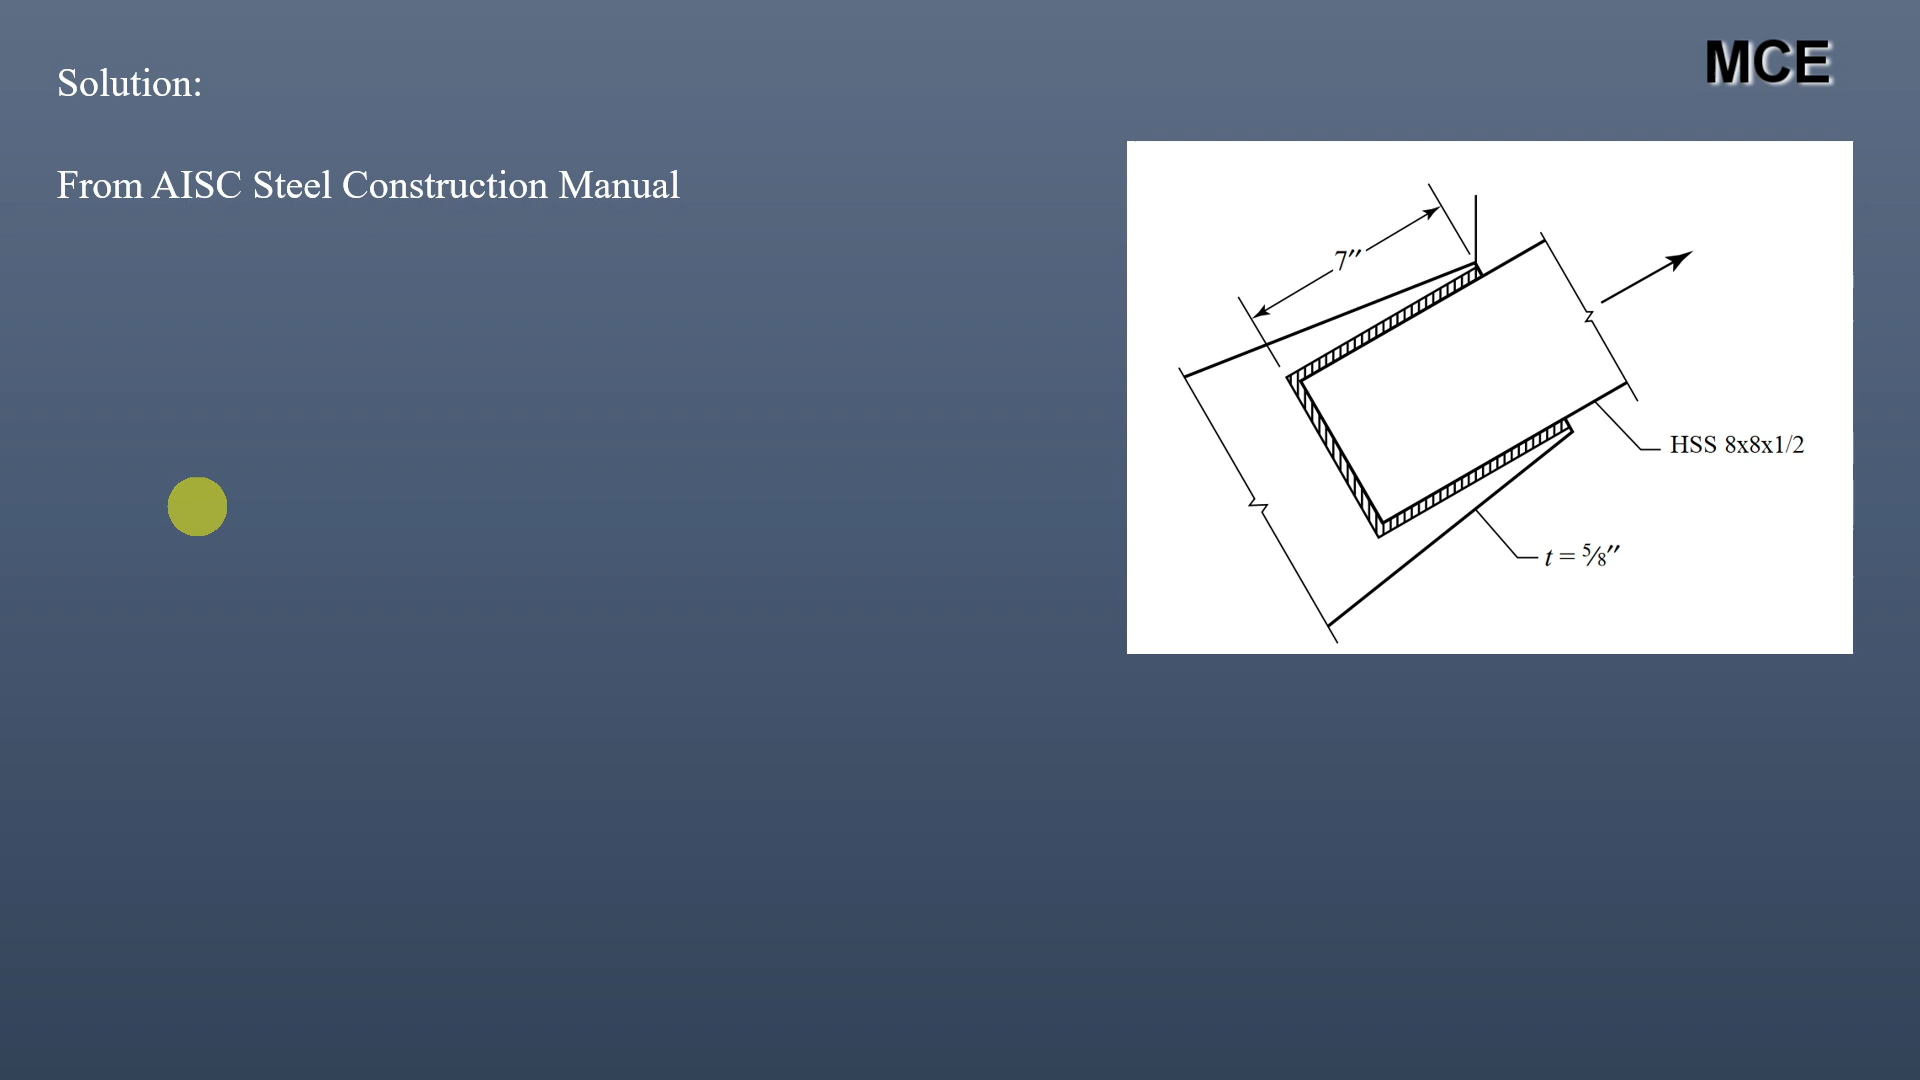 MCE
Solution:
From AISC Steel Construction Manual
7″
HSS 8x8x1/2
t = ⅝″